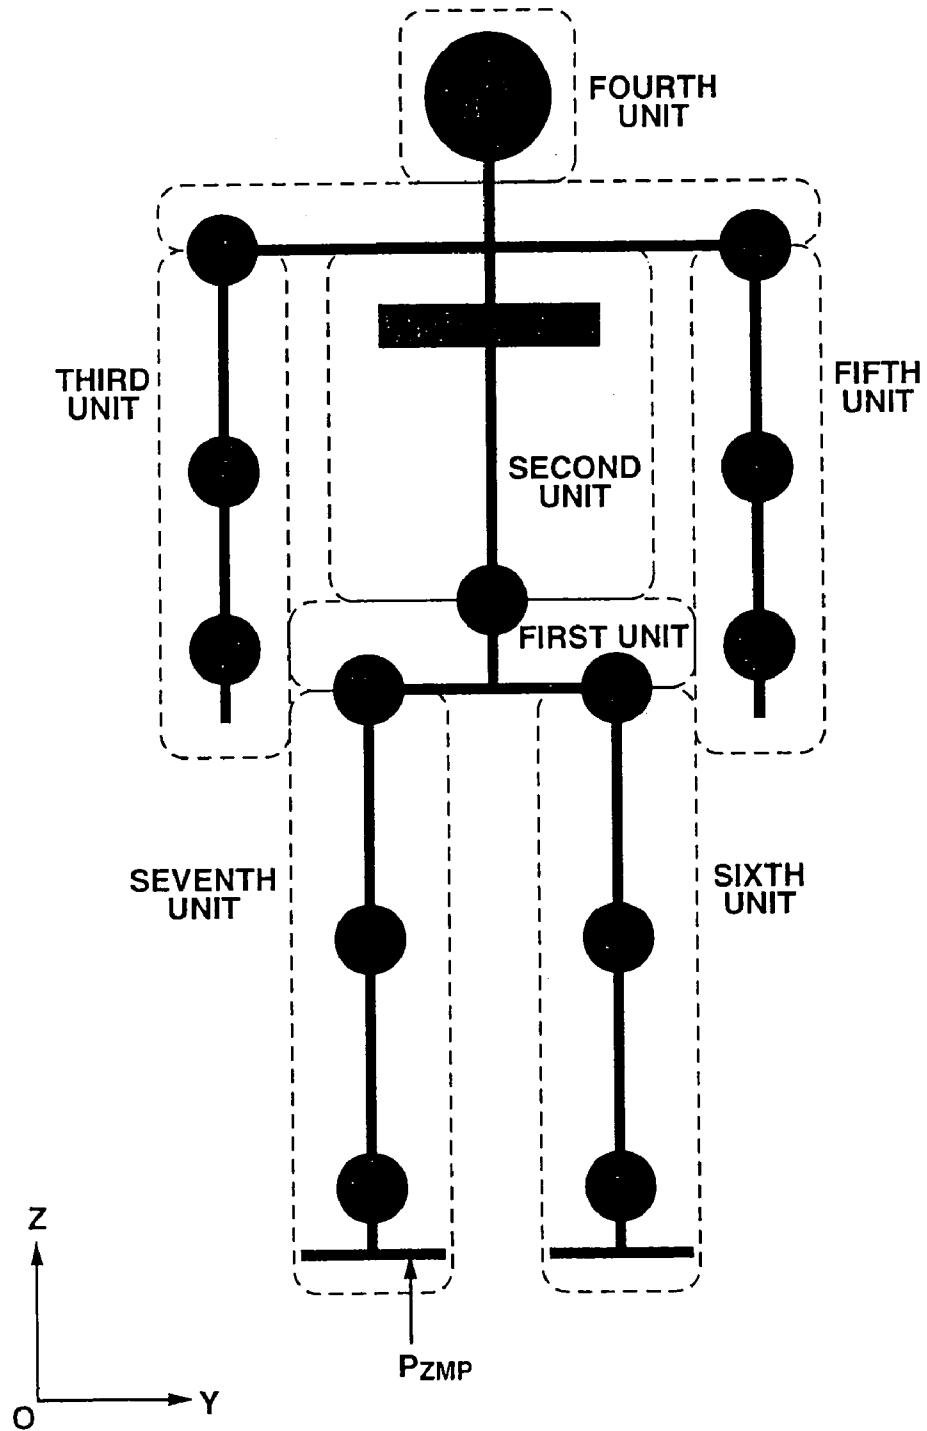 FOURTH
UNIT
THIRD
UNIT
FIFTH
UNIT
SECOND
UNIT
FIRST UNIT
SEVENTH
UNIT
SIXTH
UNIT
Z
O
Y
PZMP